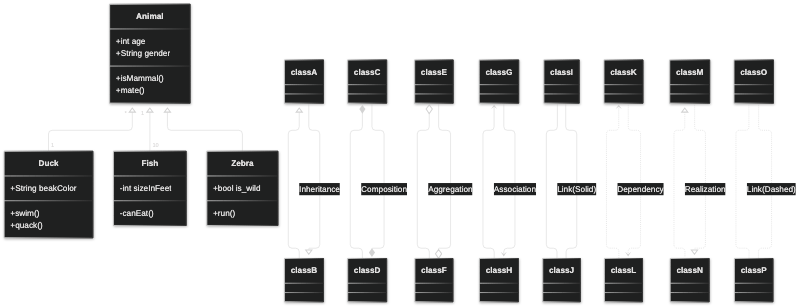 Animal
+int age
+String gender
+isMammal()
+mate()
Duck
+String beakColor
+swim()
+quack()
Fish
-int sizeInFeet
-canEat()
Zebra
+bool is_wild
+run()
classA
classC
classE
classG
classI
classK
classM
classO
Inheritance
Composition
Aggregation
Association
Link(Solid)
Dependency
Realization
Link(Dashed)
classB
classD
classF
classH
classJ
classL
classN
classP